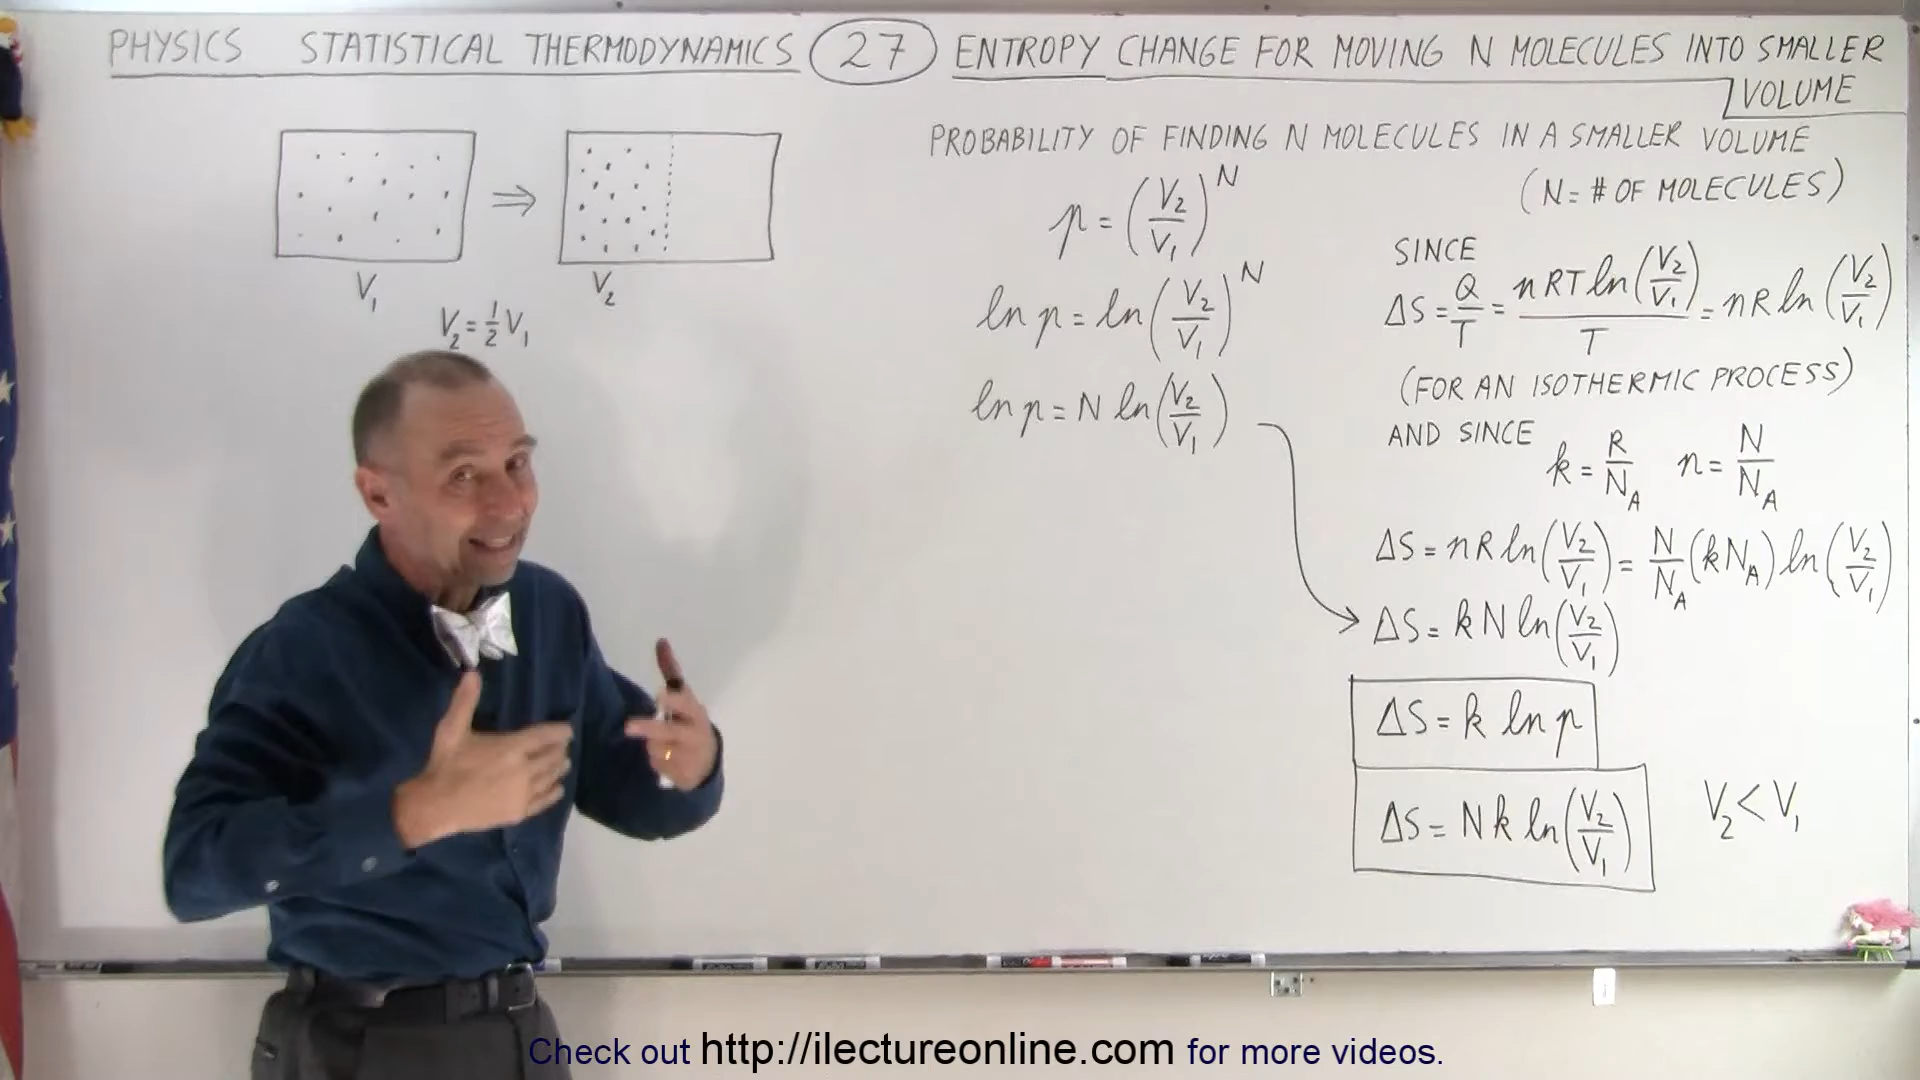 PHYSICS STATISTICAL THERMODYNAMICS 27 ENTROPY CHANGE FOR MOVING N MOLECULES INTO SMALLER
VOLUME
V₁
V₂
V₂ = ½ V₁
PROBABILITY OF FINDING N MOLECULES IN A SMALLER VOLUME
(N = # OF MOLECULES)
p = (V₂/V₁)^N
ln p = ln (V₂/V₁)^N
ln p = N ln (V₂/V₁)
SINCE
ΔS = Q/T = nRT ln (V₂/V₁)/T = nR ln (V₂/V₁)
(FOR AN ISOTHERMIC PROCESS)
AND SINCE k = R/N_A n = N/N_A
ΔS = nR ln (V₂/V₁) = N/N_A (kN_A) ln (V₂/V₁)
ΔS = kN ln (V₂/V₁)
ΔS = k ln p
ΔS = Nk ln (V₂/V₁) V₂ < V₁
Check out http://ilectureonline.com for more videos.